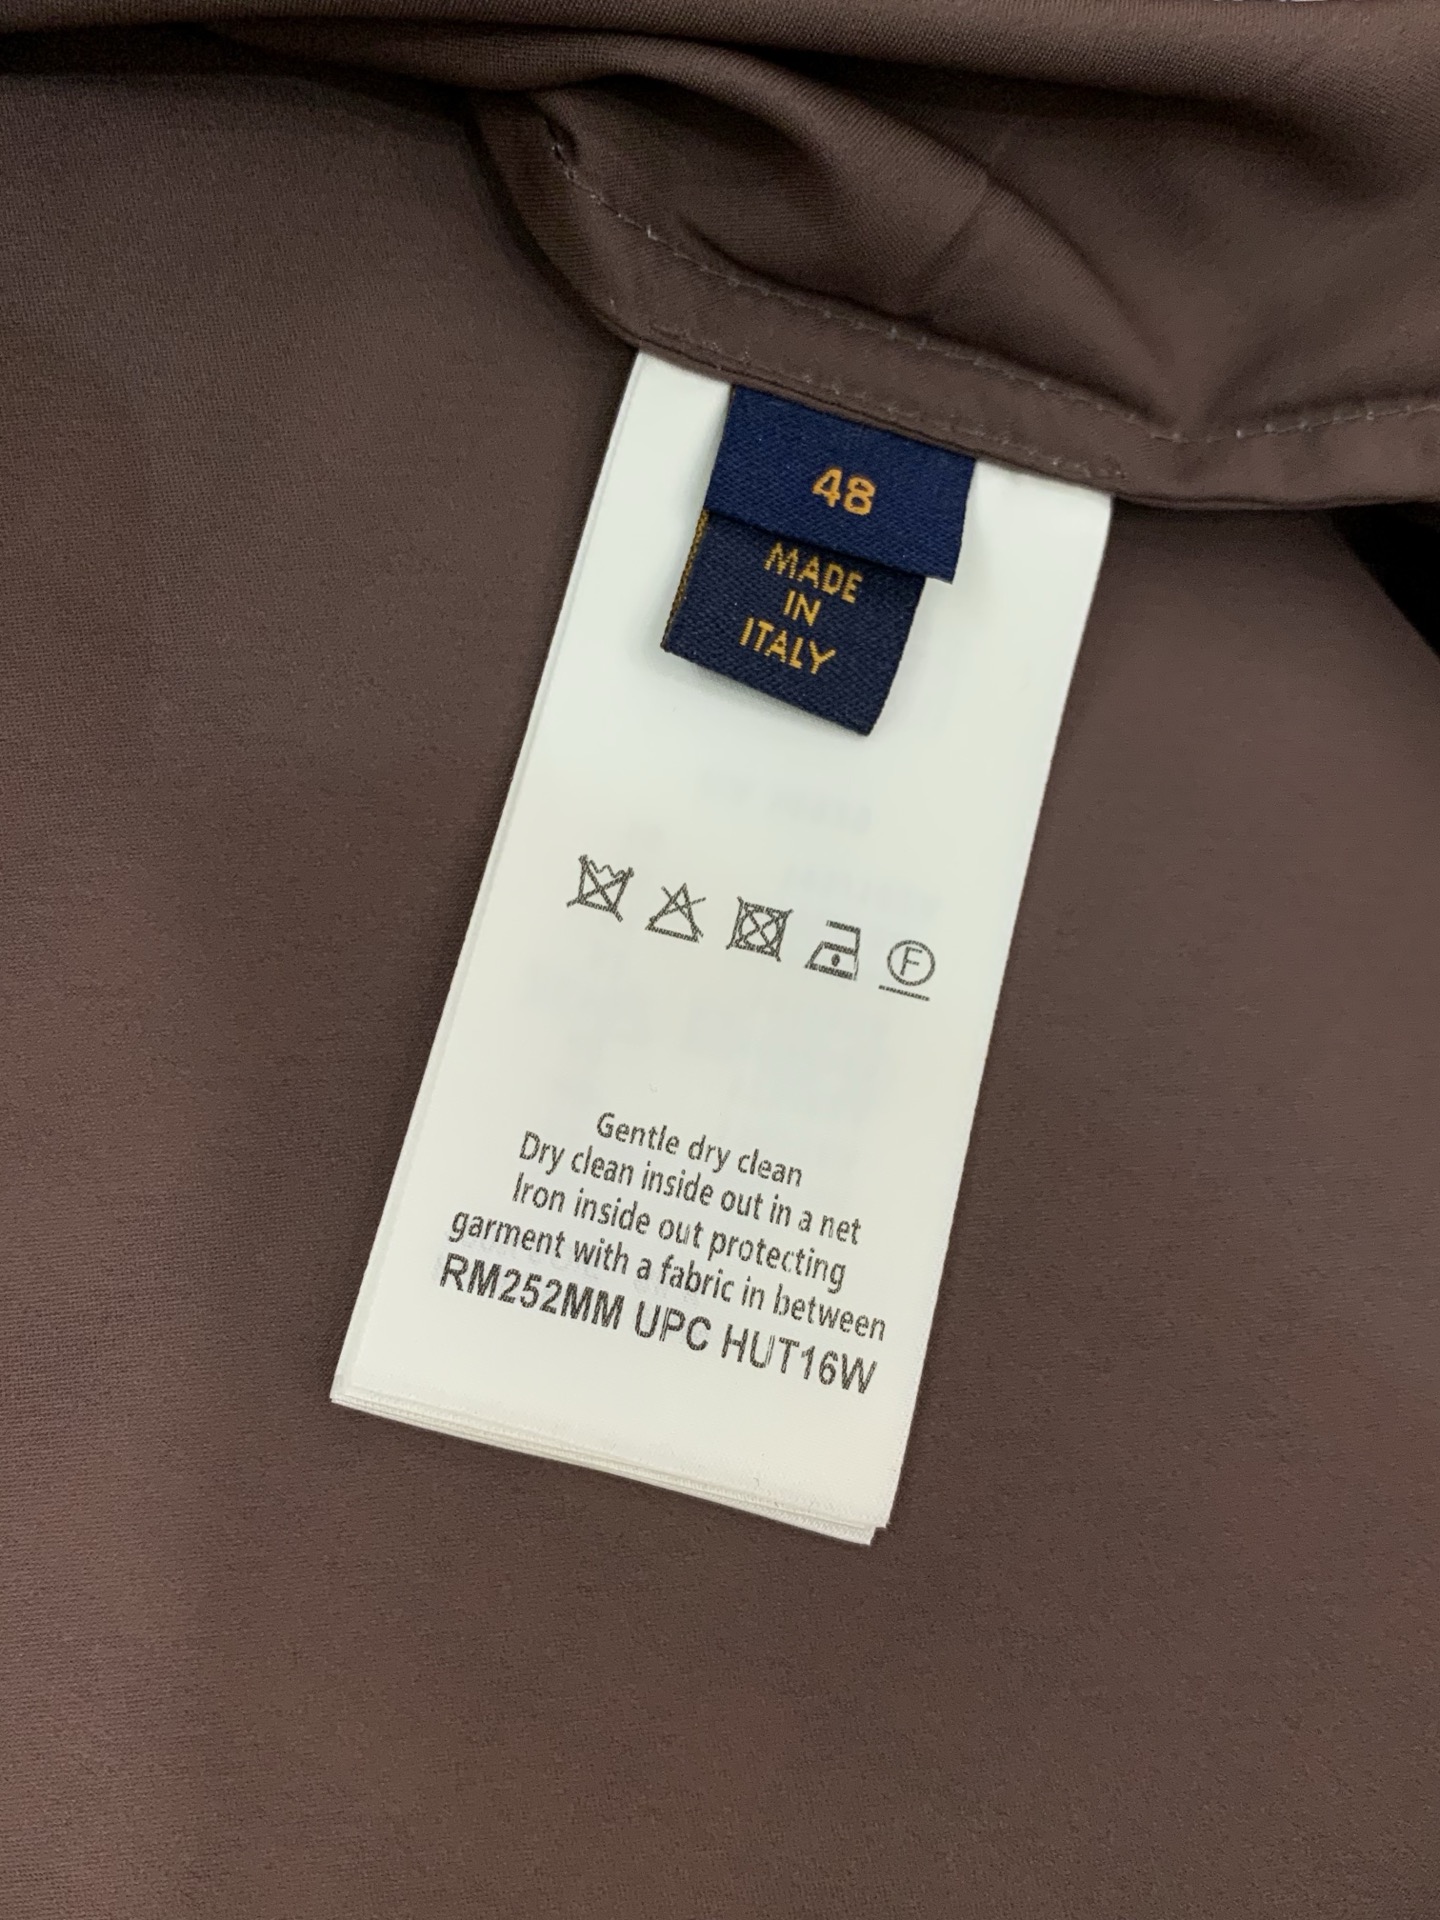 48
MADE
IN
ITALY
F
Gentle dry clean
Dry clean inside out in a net
Iron inside out protecting
garment with a fabric in between
RM252MM UPC HUT16W